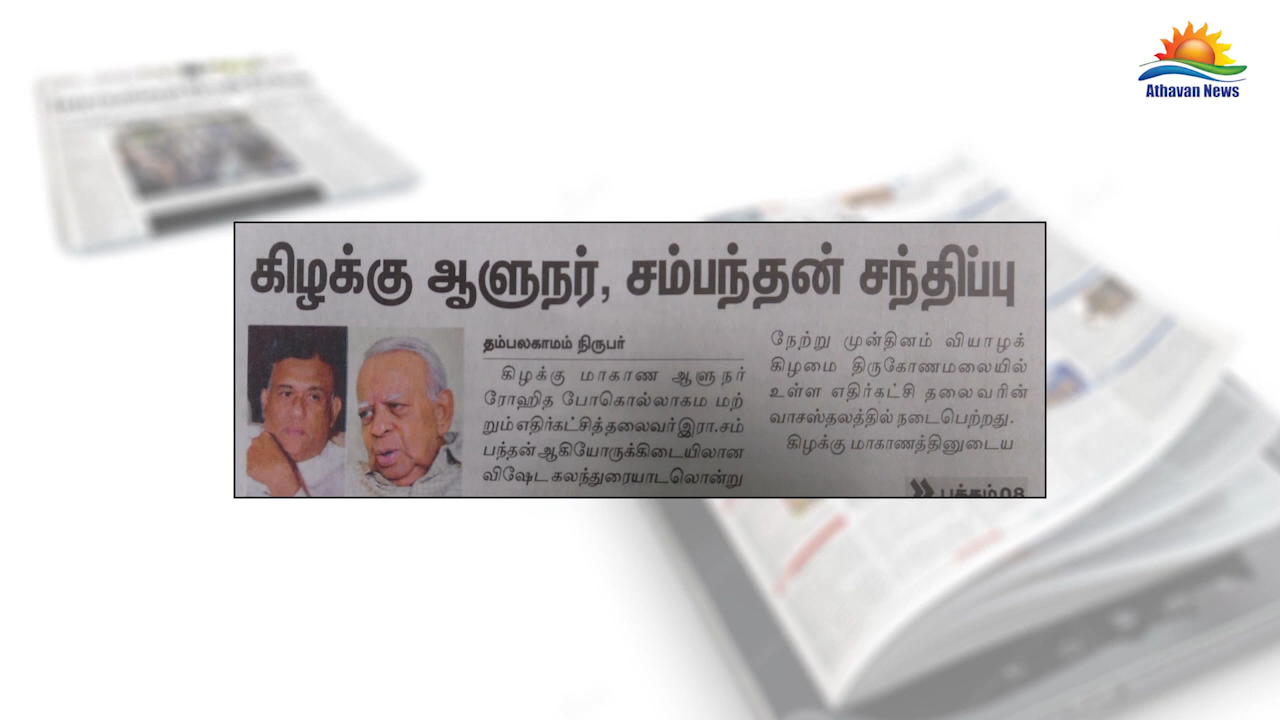 Athavan News
கிழக்கு ஆளுநர், சம்பந்தன் சந்திப்பு
தம்பலகாமம் நிருபர்
கிழக்கு மாகாண ஆளுநர்
ரோஹித போகொல்லாகம மற்
றும் எதிர்கட்சித்தலைவர் இரா.சம்
பந்தன் ஆகியோருக்கிடையிலான
விஷேட கலந்துரையாடலொன்று
நேற்று முன்தினம் வியாழக்
கிழமை திருகோணமலையில்
உள்ள எதிர்கட்சி தலைவரின்
வாசஸ்தலத்தில் நடைபெற்றது.
கிழக்கு மாகாணத்தினுடைய
பக்கம் 08